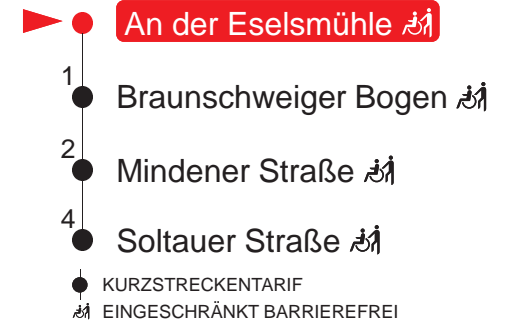 An der Eselsmühle
1
Braunschweiger Bogen
2
Mindener Straße
4
Soltauer Straße
KURZSTRECKENTARIF
EINGESCHRÄNKT BARRIEREFREI